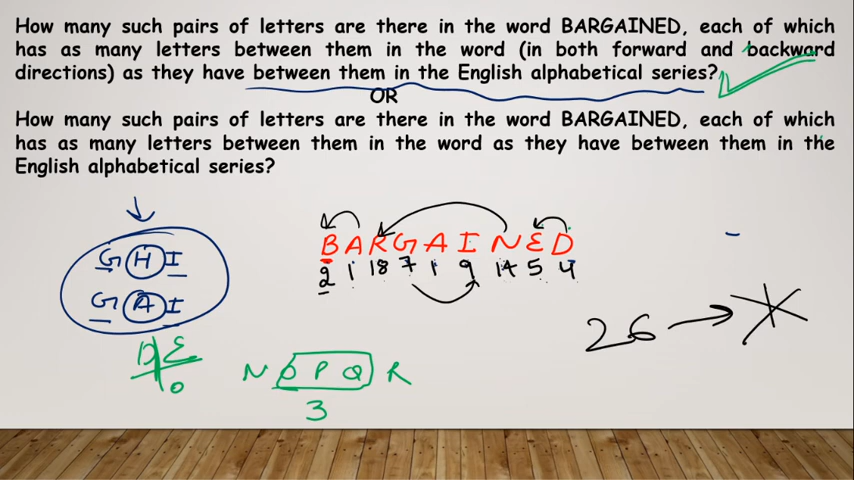 How many such pairs of letters are there in the word BARGAINED, each of which
has as many letters between them in the word (in both forward and backward
directions) as they have between them in the English alphabetical series?
OR
How many such pairs of letters are there in the word BARGAINED, each of which
has as many letters between them in the word as they have between them in the
English alphabetical series?
B A R G A I N E D
2 1 18 7 1 9 14 5 4
G H I
G A I
26
D E
0
N O P Q R
3